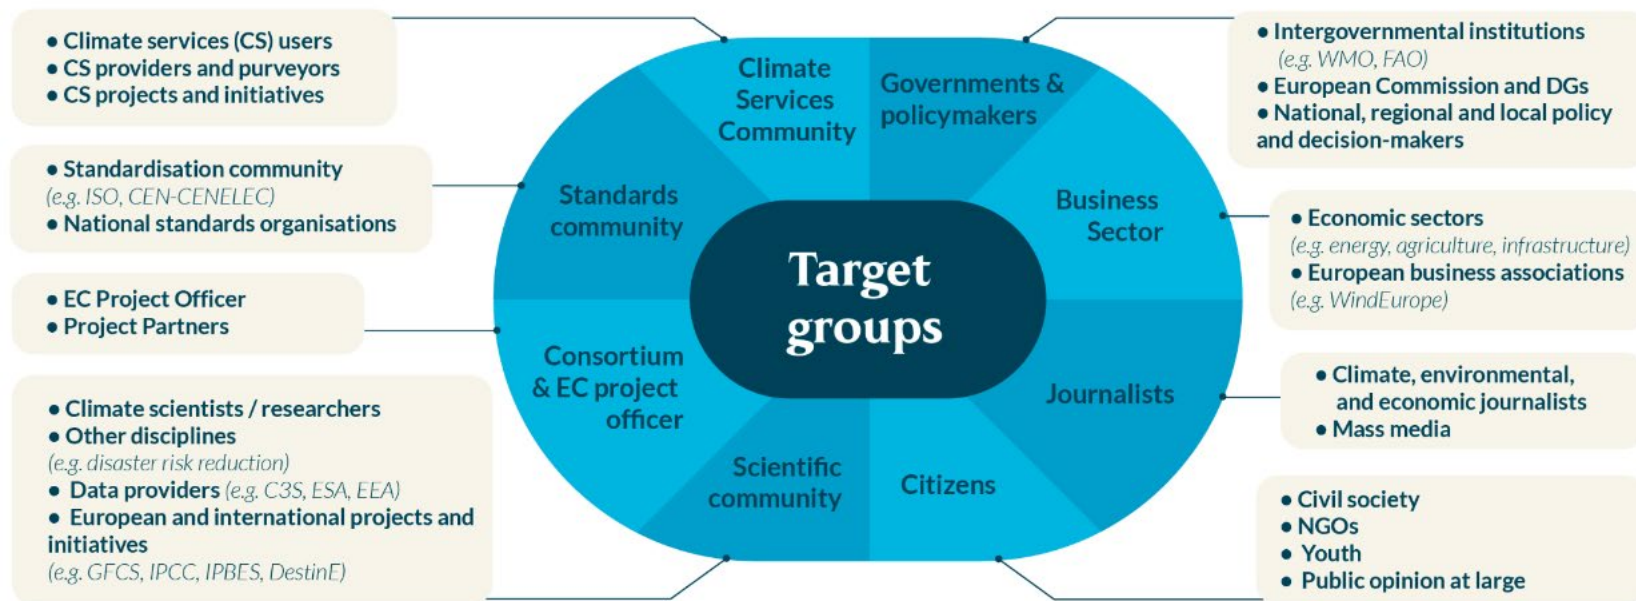 • Climate services (CS) users
• CS providers and purveyors
• CS projects and initiatives
• Standardisation community
(e.g. ISO, CEN-CENELEC)
• National standards organisations
• EC Project Officer
• Project Partners
• Climate scientists / researchers
• Other disciplines
(e.g. disaster risk reduction)
• Data providers (e.g. C3S, ESA, EEA)
• European and international projects and
initiatives
(e.g. GFCS, IPCC, IPBES, DestinE)
Climate
Services
Community
Governments &
policymakers
Standards
community
Business
Sector
Target
groups
Consortium
& EC project
officer
Journalists
Scientific
community
Citizens
• Intergovernmental institutions
(e.g. WMO, FAO)
• European Commission and DGs
• National, regional and local policy
and decision-makers
• Economic sectors
(e.g. energy, agriculture, infrastructure)
• European business associations
(e.g. WindEurope)
• Climate, environmental,
and economic journalists
• Mass media
• Civil society
• NGOs
• Youth
• Public opinion at large